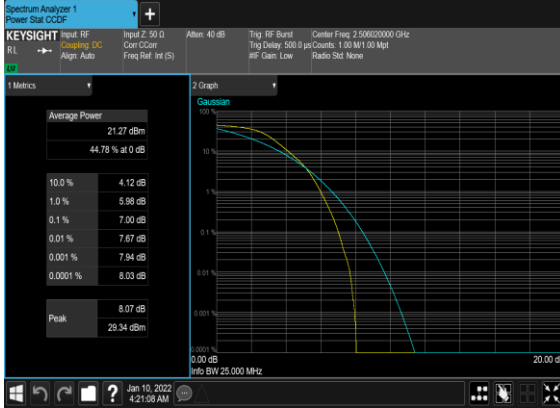 Spectrum Analyzer 1
Power Stat CCDF
+
KEYSIGHT Input: RF Input Z: 50 Ω Atten: 40 dB Trig: RF Burst Center Freq: 2.506020000 GHz
RL Coupling: DC Corr CCorr Trig Delay: 500.0 µs Counts: 1.00 M/1.00 Mpt
Align: Auto Freq Ref: Int (S) #IF Gain: Low Radio Std: None
1 Metrics
Average Power
21.27 dBm
44.78 % at 0 dB
10.0 % 4.12 dB
1.0 % 5.98 dB
0.1 % 7.00 dB
0.01 % 7.67 dB
0.001 % 7.94 dB
0.0001 % 8.03 dB
Peak
8.07 dB
29.34 dBm
2 Graph
Gaussian
100 %
10 %
1 %
0.1 %
0.01 %
0.001 %
0.0001 %
0.00 dB 20.00 d
Info BW 25.000 MHz
? Jan 10, 2022
4:21:08 AM